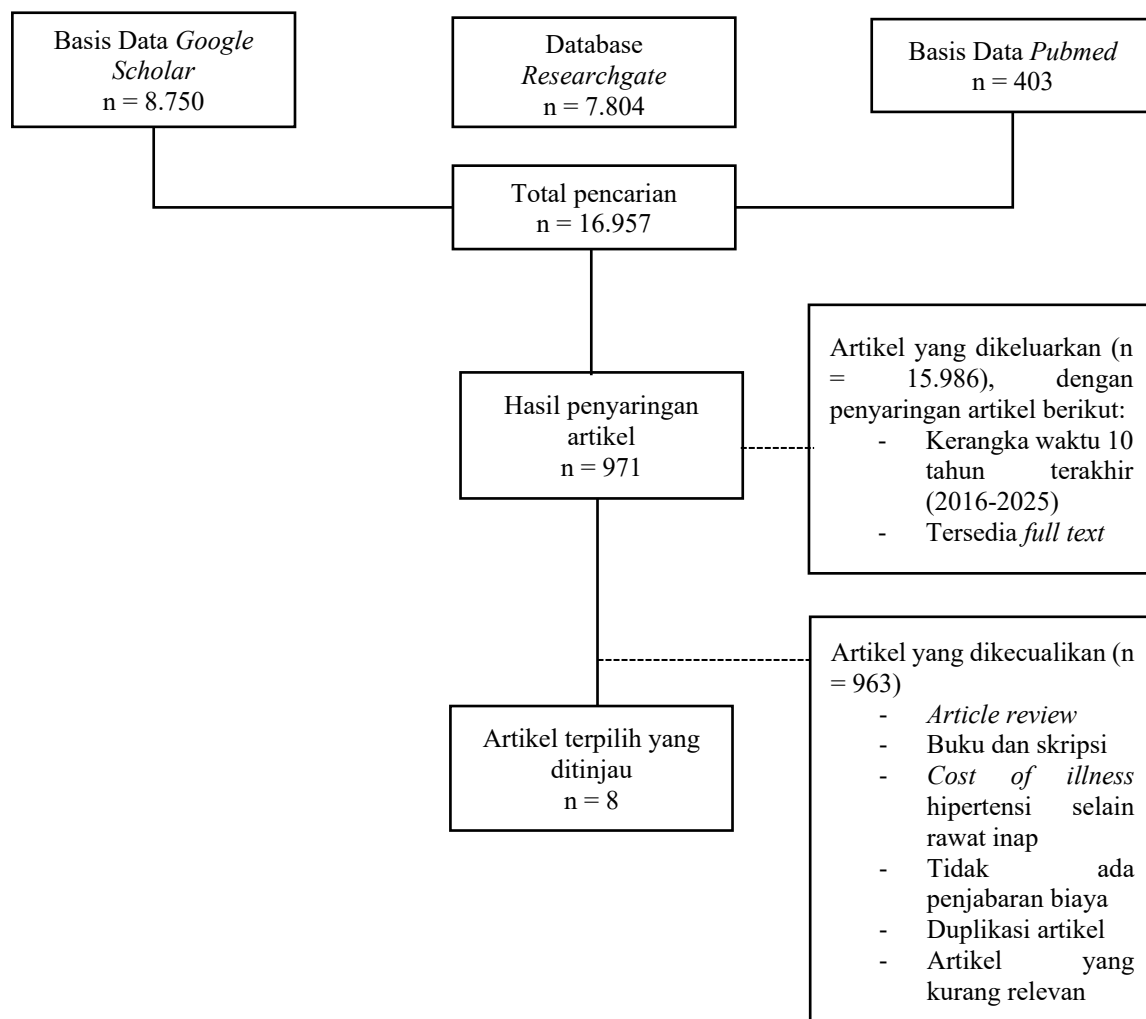 Basis Data Google
Scholar
n = 8.750
Database
Researchgate
n = 7.804
Basis Data Pubmed
n = 403
Total pencarian
n = 16.957
Hasil penyaringan
artikel
n = 971
Artikel yang dikeluarkan (n
= 15.986), dengan
penyaringan artikel berikut:
- Kerangka waktu 10
tahun terakhir
(2016-2025)
- Tersedia full text
Artikel terpilih yang
ditinjau
n = 8
Artikel yang dikecualikan (n
= 963)
- Article review
- Buku dan skripsi
- Cost of illness
hipertensi selain
rawat inap
- Tidak ada
penjabaran biaya
- Duplikasi artikel
- Artikel yang
kurang relevan